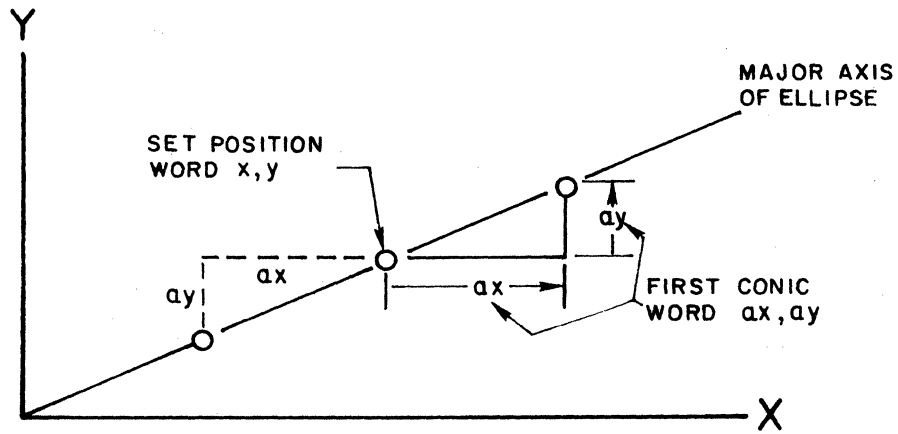 Y
MAJOR AXIS
OF ELLIPSE
SET POSITION
WORD x,y
ay
ax
ay
ax
FIRST CONIC
WORD ax,ay
X